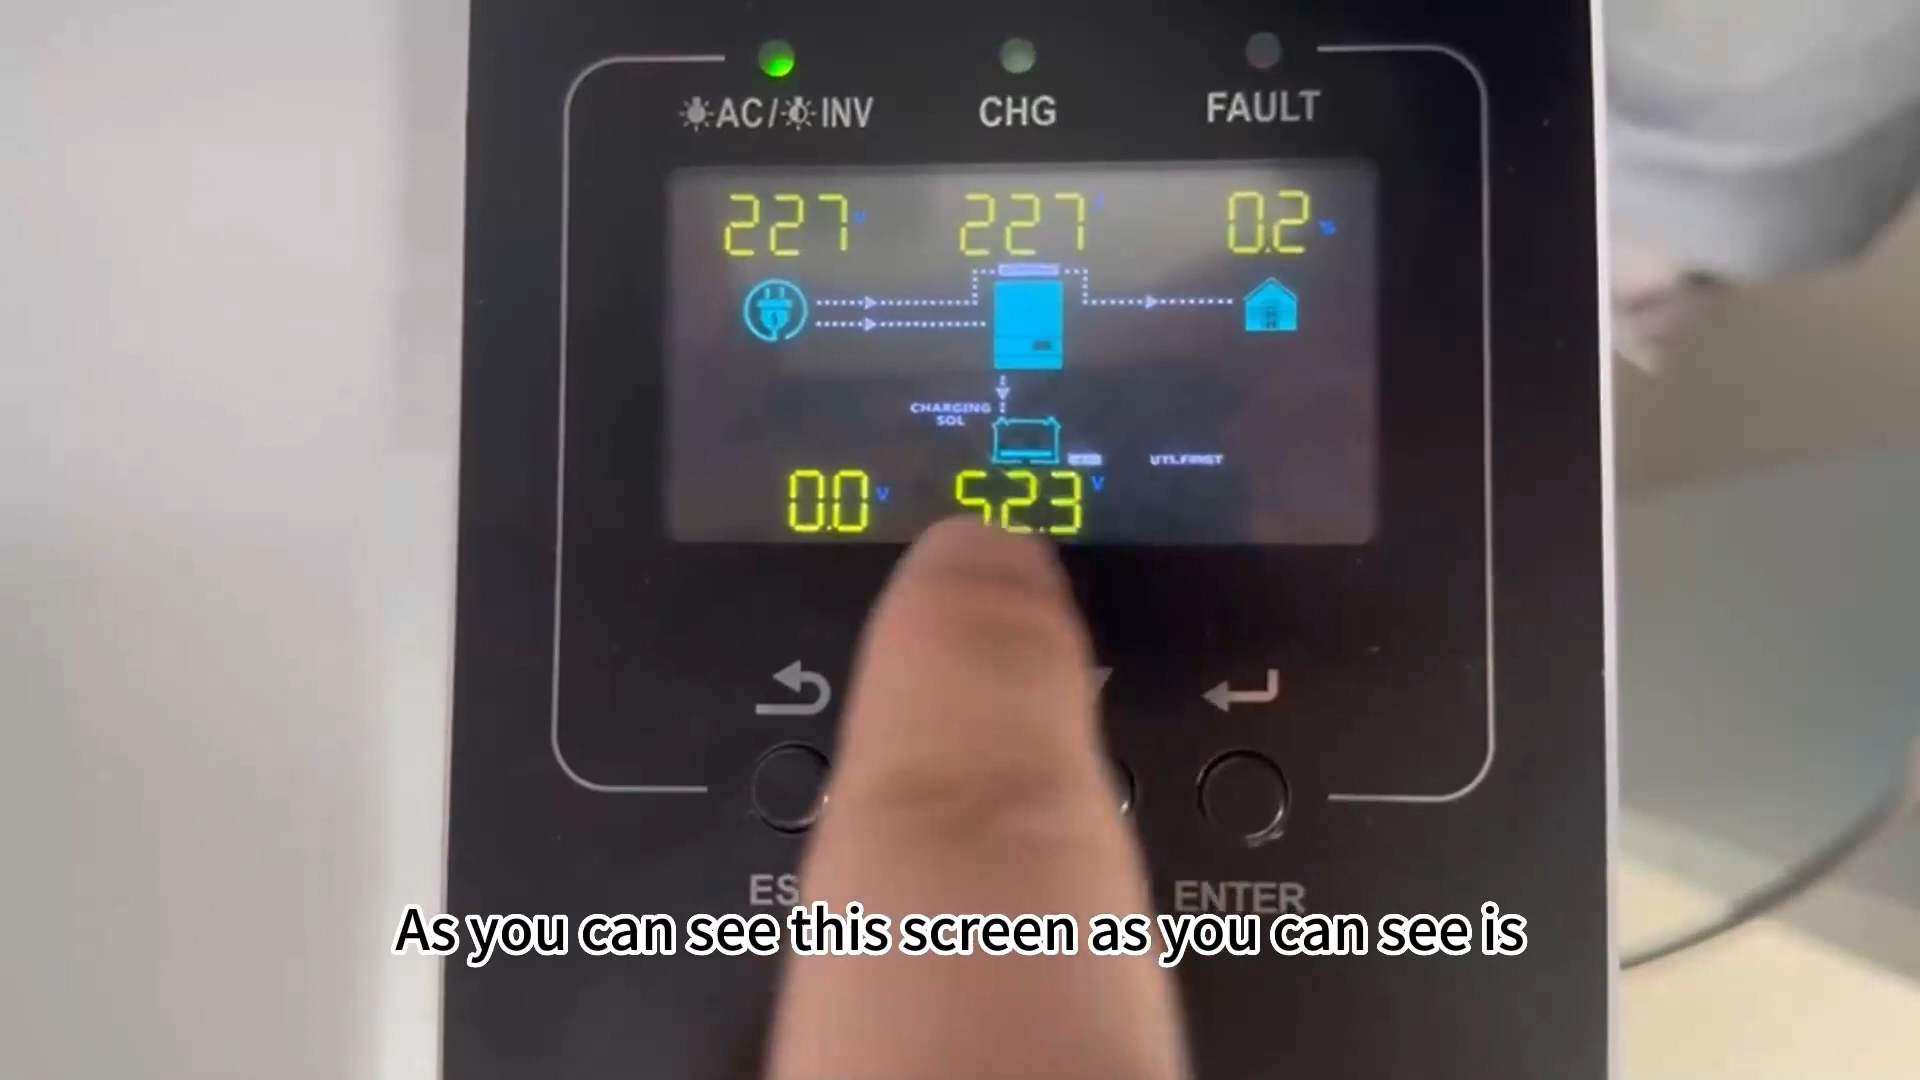 AC/ INV CHG FAULT
227 V 227 0.2
CHARGING
SOL
UTI.FIRST
0.0 V 52.3 V
ES ENTER
As you can see this screen as you can see is